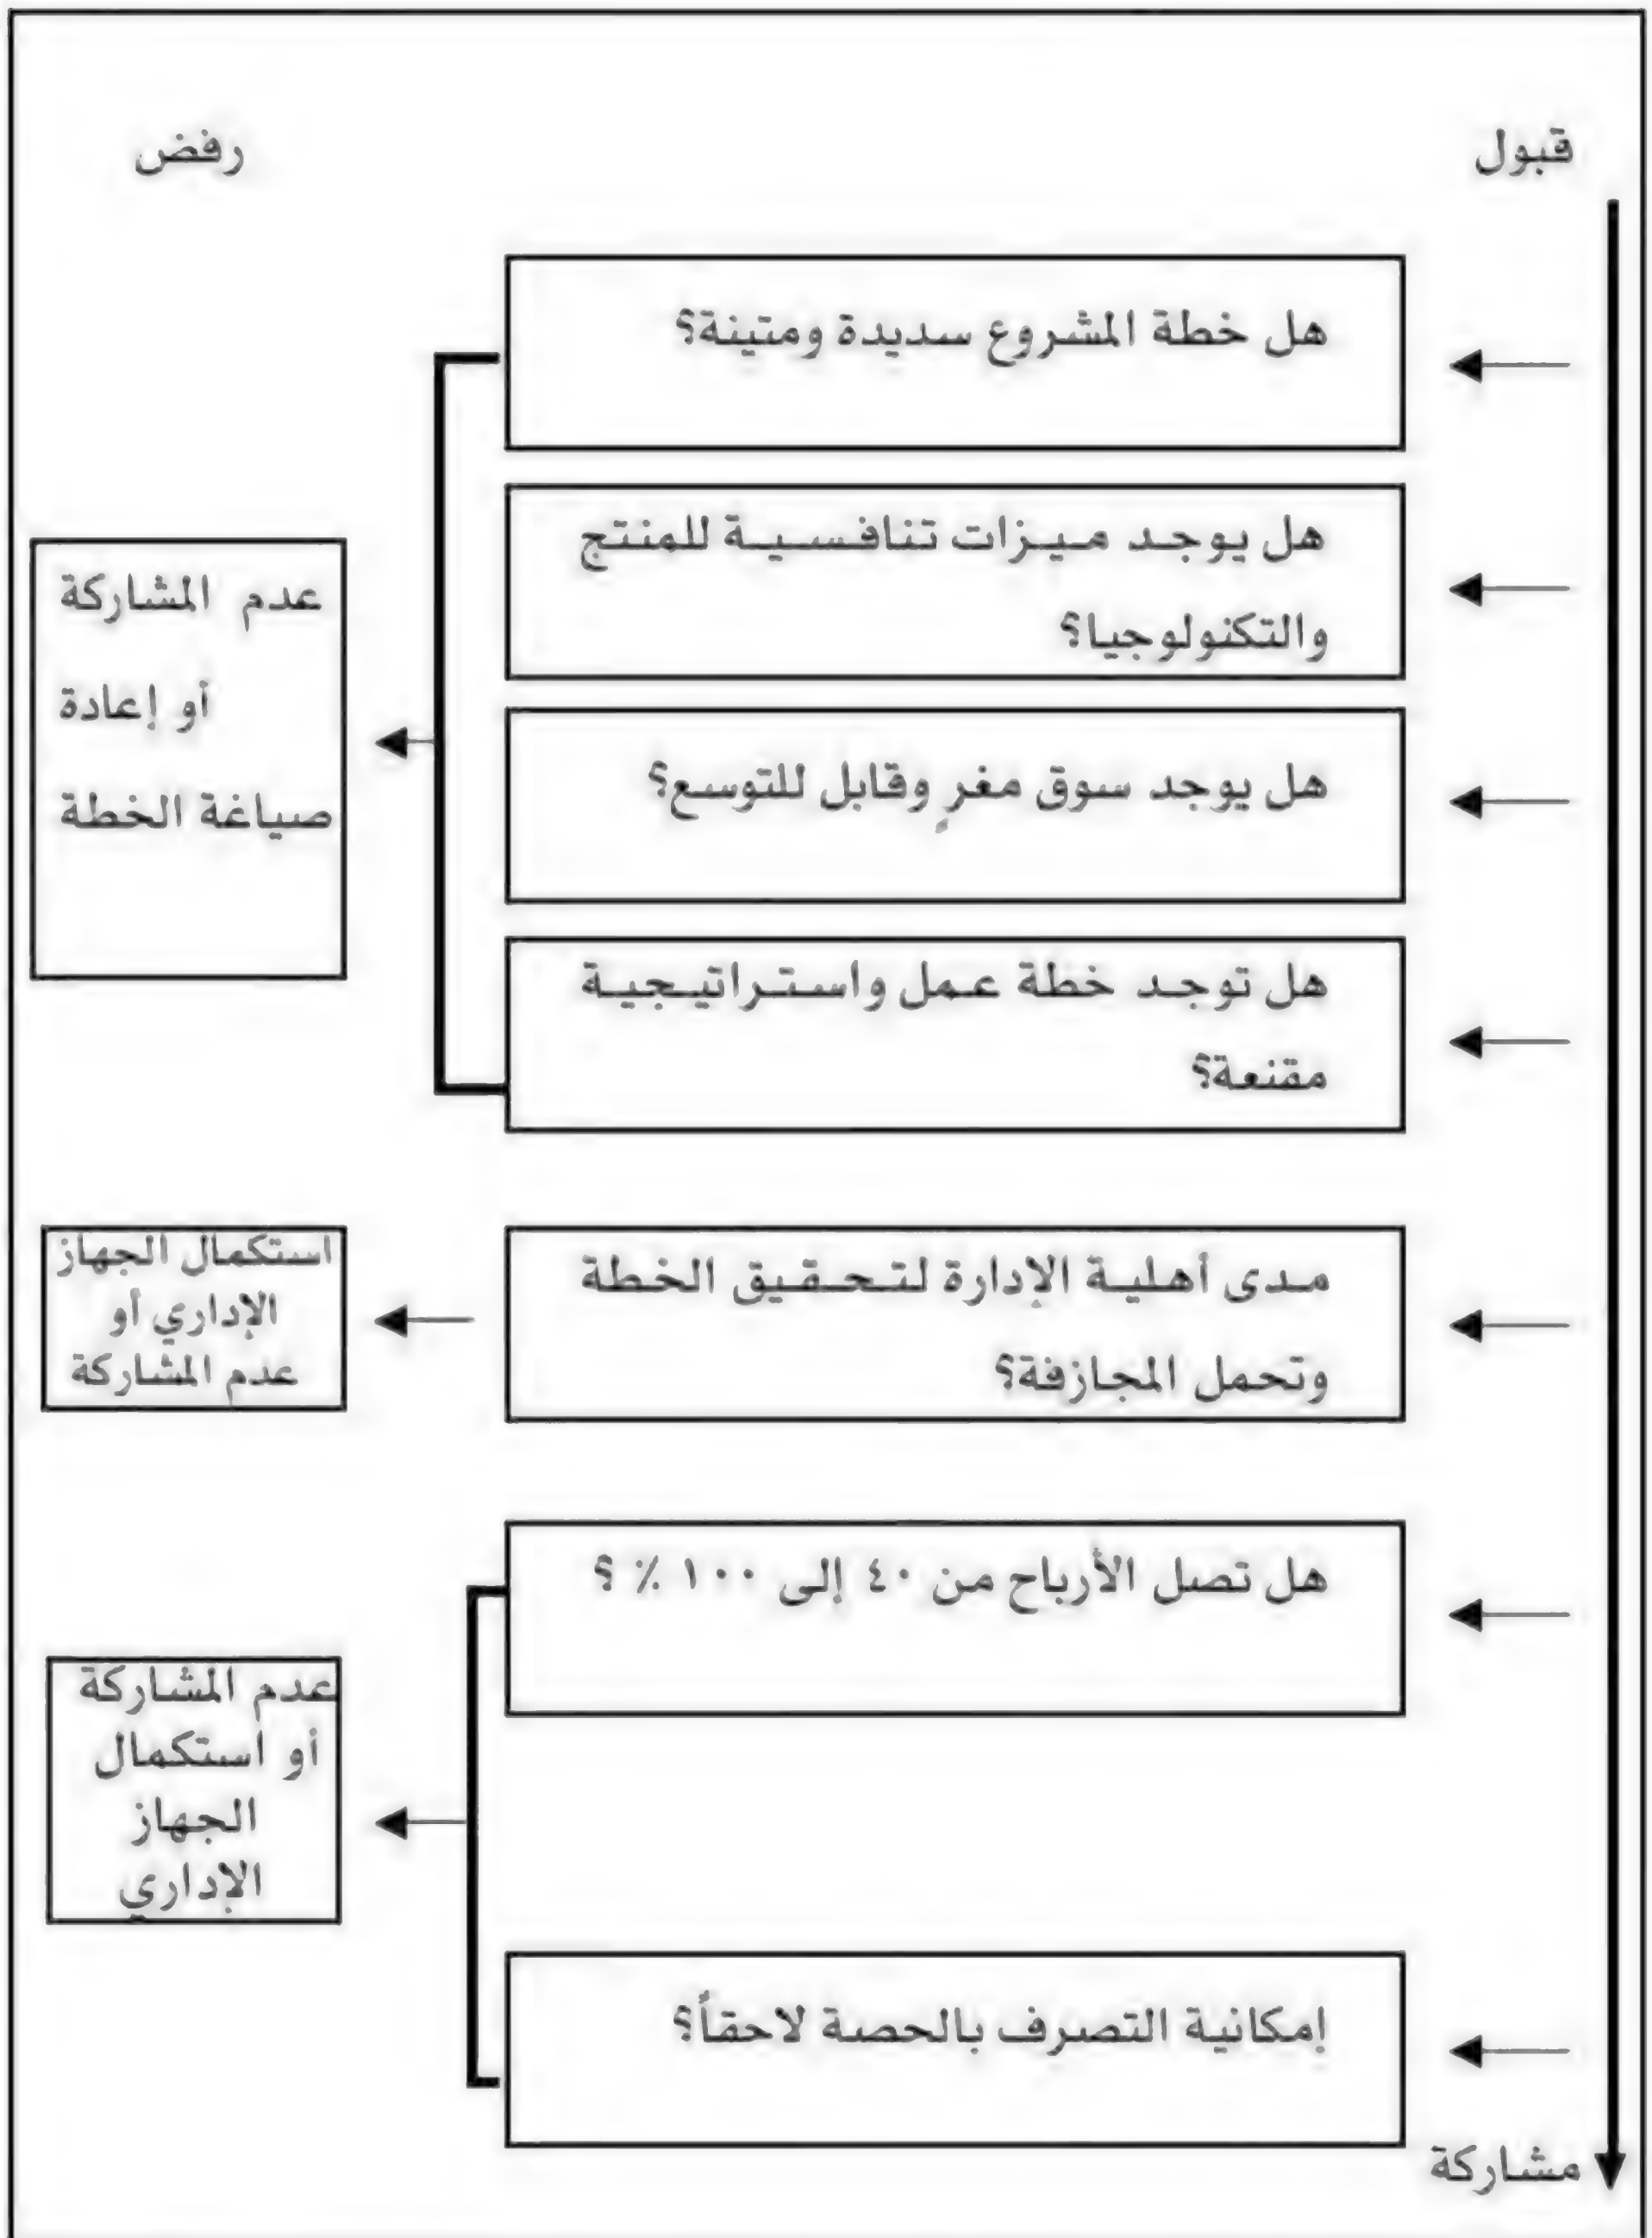 قبول
رفض
هل خطة المشروع سديدة ومتينة؟
هل يوجد ميزات تنافسية للمنتج
والتكنولوجيا؟
هل يوجد سوق مغرٍ وقابل للتوسع؟
هل توجد خطة عمل واستراتيجية
مقنعة؟
عدم المشاركة
أو إعادة
صياغة الخطة
مدى أهلية الإدارة لتحقيق الخطة
وتحمل المجازفة؟
استكمال الجهاز
الإداري أو
عدم المشاركة
هل تصل الأرباح من ٤٠ إلى ١٠٠ ٪ ؟
إمكانية التصرف بالحصة لاحقاً؟
عدم المشاركة
أو استكمال
الجهاز
الإداري
مشاركة